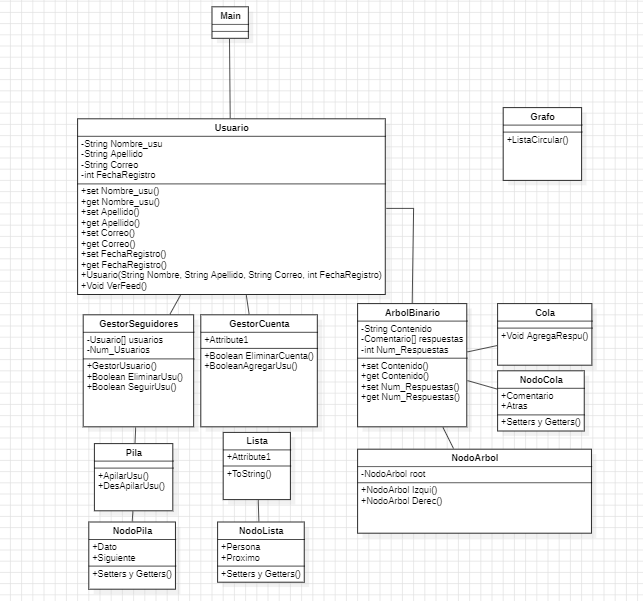 Main
Usuario
-String Nombre_usu
-String Apellido
-String Correo
-int FechaRegistro
+set Nombre_usu()
+get Nombre_usu()
+set Apellido()
+get Apellido()
+set Correo()
+get Correo()
+set FechaRegistro()
+get FechaRegistro()
+Usuario(String Nombre, String Apellido, String Correo, int FechaRegistro)
+Void VerFeed()
Grafo
+ListaCircular()
GestorSeguidores
-Usuario[] usuarios
-Num_Usuarios
+GestorUsuario()
+Boolean EliminarUsu()
+Boolean SeguirUsu()
GestorCuenta
+Attribute1
+Boolean EliminarCuenta()
+BooleanAgregarUsu()
ArbolBinario
-String Contenido
-Comentario[] respuestas
-int Num_Respuestas
+set Contenido()
+get Contenido()
+set Num_Respuestas()
+get Num_Respuestas()
Cola
+Void AgregaRespu()
NodoCola
+Comentario
+Atras
+Setters y Getters()
Pila
+ApilarUsu()
+DesApilarUsu()
Lista
+Attribute1
+ToString()
NodoArbol
-NodoArbol root
+NodoArbol Izqui()
+NodoArbol Derec()
NodoPila
+Dato
+Siguiente
+Setters y Getters()
NodoLista
+Persona
+Proximo
+Setters y Getters()